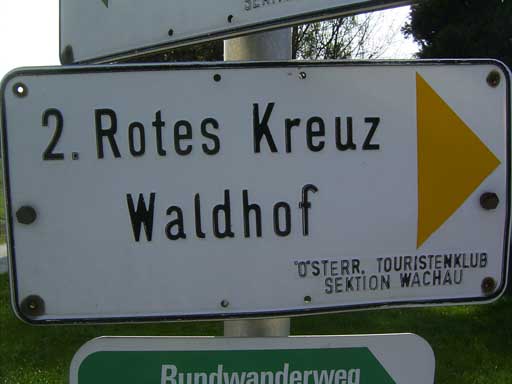 2. Rotes Kreuz
Waldhof
ÖSTERR. TOURISTENKLUB
SEKTION WACHAU
Rundwanderweg